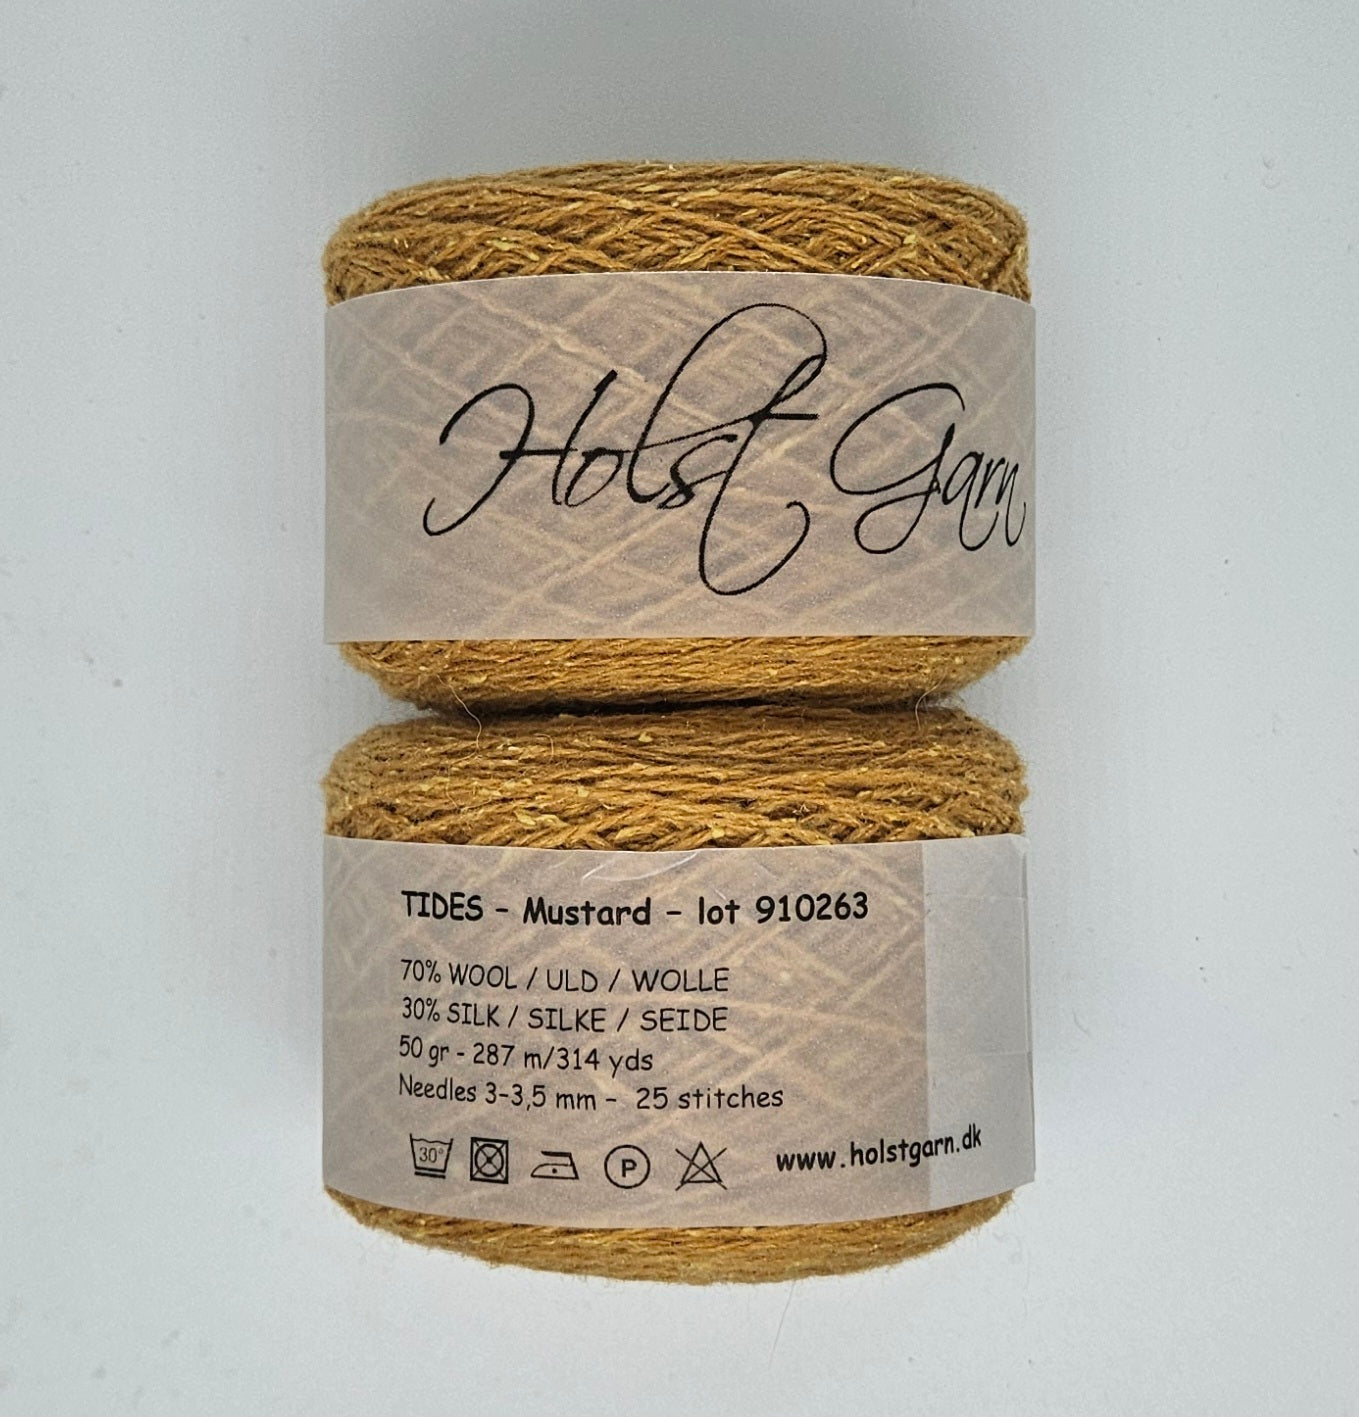 Holst Garn
TIDES - Mustard - lot 910263
70% WOOL / ULD / WOLLE
30% SILK / SILKE / SEIDE
50 gr - 287 m/314 yds
Needles 3-3,5 mm - 25 stitches
30° P www.holstgarn.dk